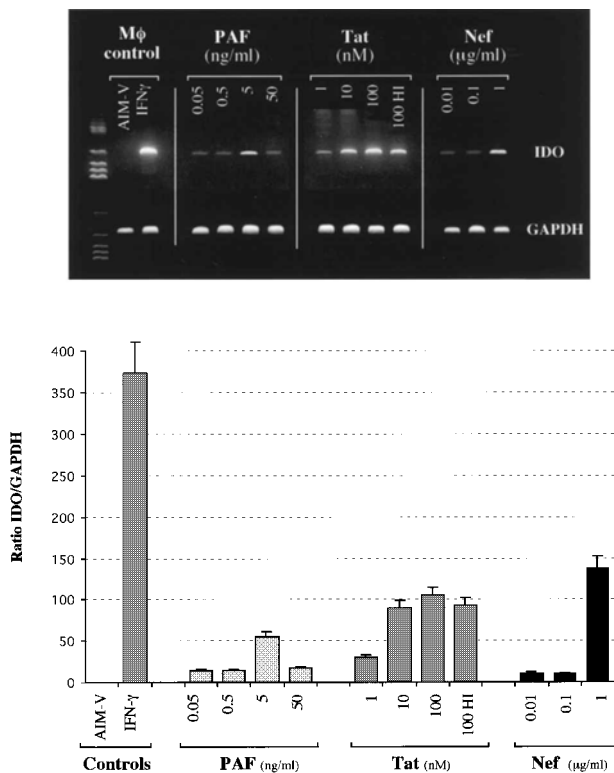 Mϕ control
PAF (ng/ml)
Tat (nM)
Nef (μg/ml)
AIM-V
IFNγ
0.05
0.5
5
50
1
10
100
100 HI
0.01
0.1
1
IDO
GAPDH
Ratio IDO/GAPDH
400
350
300
250
200
150
100
50
0
AIM-V
IFN-γ
0.05
0.5
5
50
1
10
100
100 HI
0.01
0.1
1
Controls
PAF (ng/ml)
Tat (nM)
Nef (μg/ml)